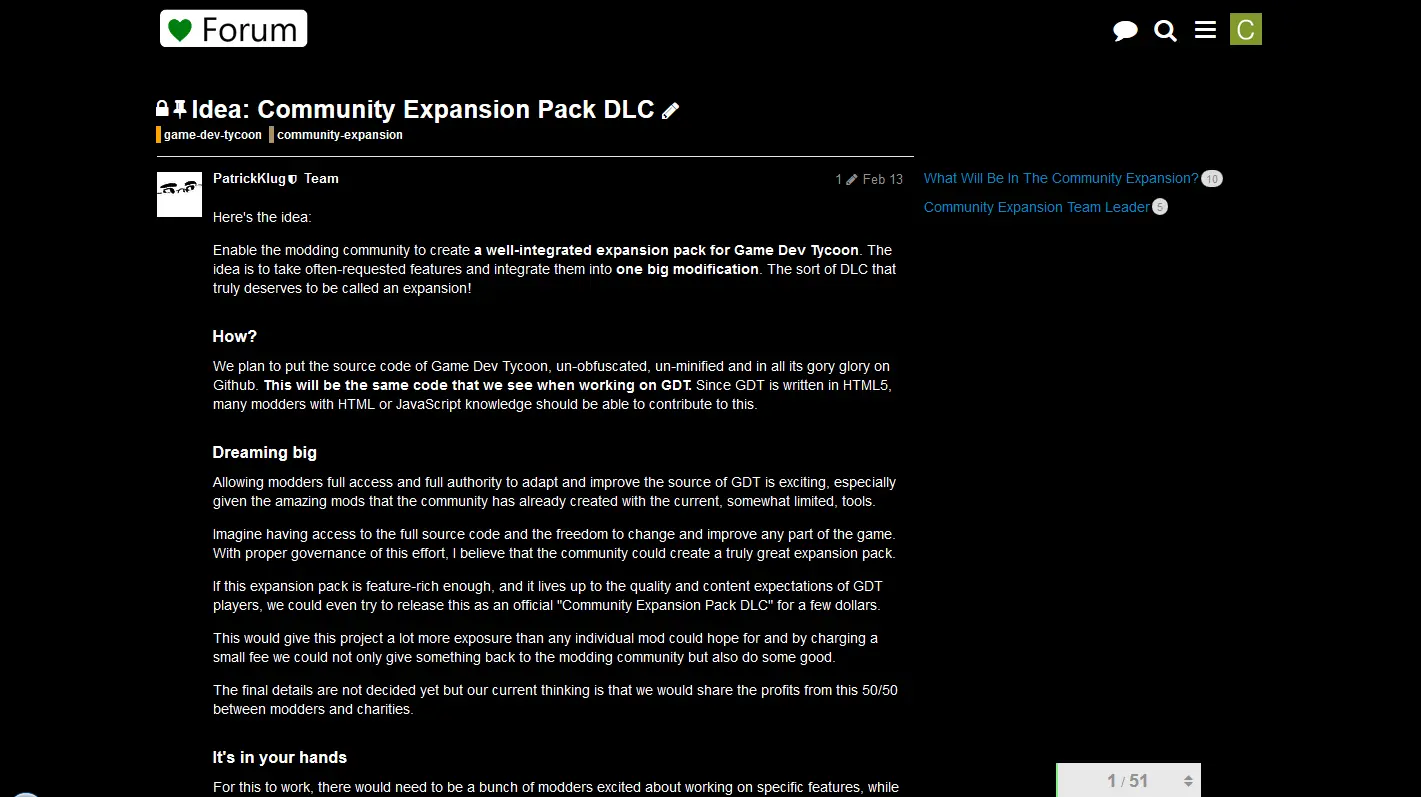 Forum
C
Idea: Community Expansion Pack DLC
game-dev-tycoon community-expansion
PatrickKlug Team
1 Feb 13
What Will Be In The Community Expansion? 10
Community Expansion Team Leader 5
Here's the idea:
Enable the modding community to create a well-integrated expansion pack for Game Dev Tycoon. The
idea is to take often-requested features and integrate them into one big modification. The sort of DLC that
truly deserves to be called an expansion!
How?
We plan to put the source code of Game Dev Tycoon, un-obfuscated, un-minified and in all its gory glory on
Github. This will be the same code that we see when working on GDT. Since GDT is written in HTML5,
many modders with HTML or JavaScript knowledge should be able to contribute to this.
Dreaming big
Allowing modders full access and full authority to adapt and improve the source of GDT is exciting, especially
given the amazing mods that the community has already created with the current, somewhat limited, tools.
Imagine having access to the full source code and the freedom to change and improve any part of the game.
With proper governance of this effort, I believe that the community could create a truly great expansion pack.
If this expansion pack is feature-rich enough, and it lives up to the quality and content expectations of GDT
players, we could even try to release this as an official "Community Expansion Pack DLC" for a few dollars.
This would give this project a lot more exposure than any individual mod could hope for and by charging a
small fee we could not only give something back to the modding community but also do some good.
The final details are not decided yet but our current thinking is that we would share the profits from this 50/50
between modders and charities.
It's in your hands
For this to work, there would need to be a bunch of modders excited about working on specific features, while
1 / 51